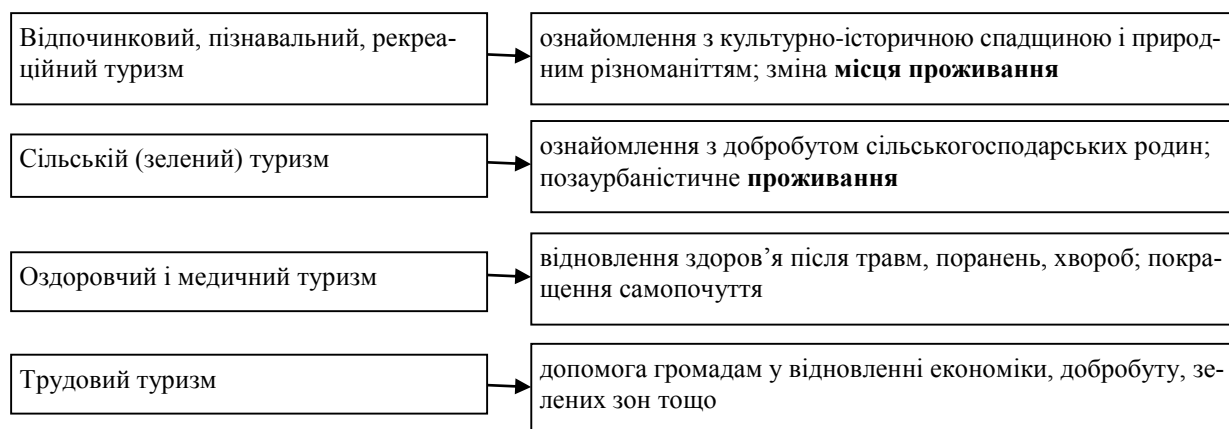 Відпочинковий, пізнавальний, рекреа-
ційний туризм
ознайомлення з культурно-історичною спадщиною і природ-
ним різноманіттям; зміна місця проживання
Сільській (зелений) туризм
ознайомлення з добробутом сільськогосподарських родин;
позаурбаністичне проживання
Оздоровчий і медичний туризм
відновлення здоров’я після травм, поранень, хвороб; покра-
щення самопочуття
Трудовий туризм
допомога громадам у відновленні економіки, добробуту, зе-
лених зон тощо